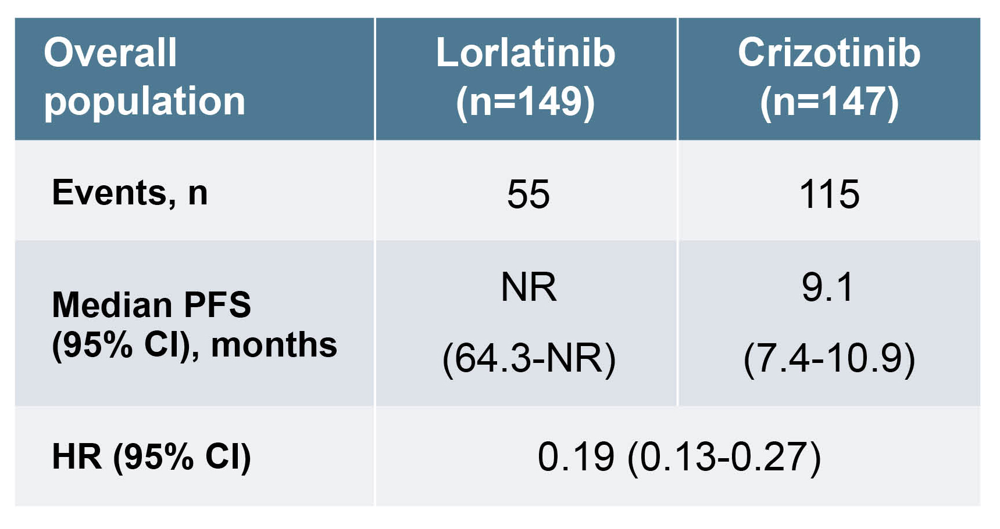 Overall
population
Lorlatinib
(n=149)
Crizotinib
(n=147)
Events, n
55
115
Median PFS
(95% CI), months
NR
(64.3-NR)
9.1
(7.4-10.9)
HR (95% CI)
0.19 (0.13-0.27)